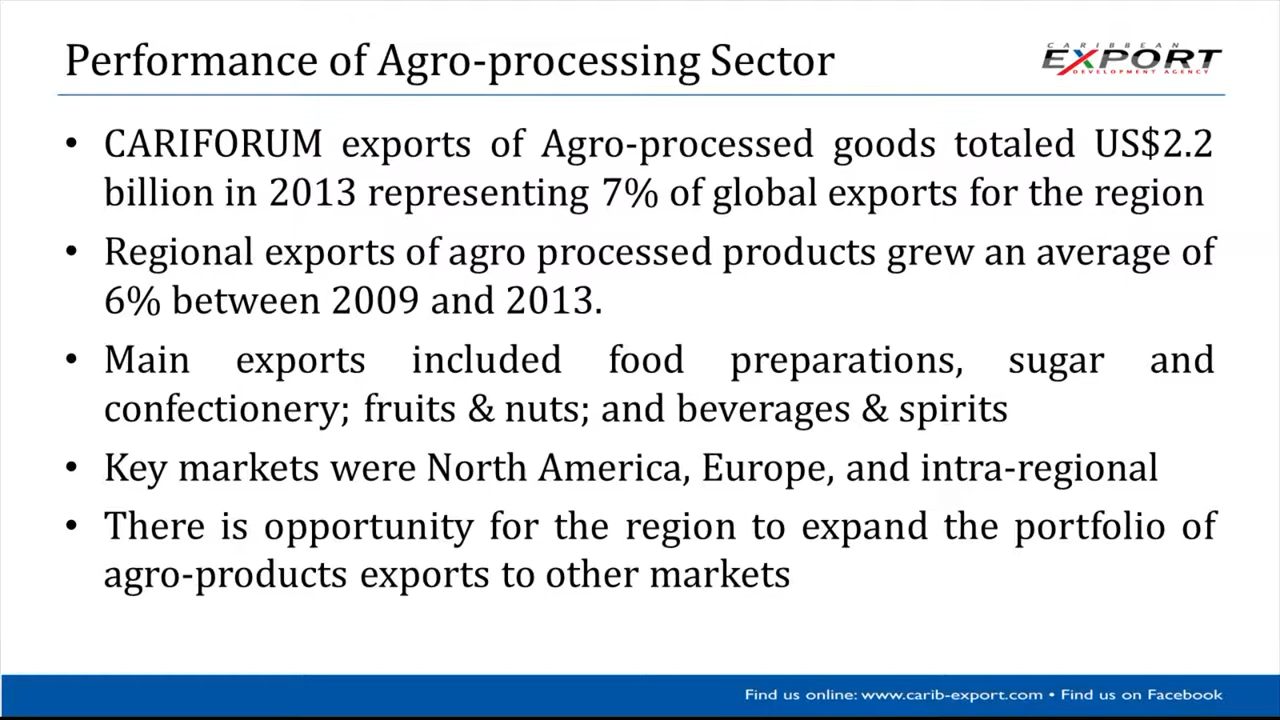 Performance of Agro-processing Sector
CARIBBEAN
EXPORT
DEVELOPMENT AGENCY
• CARIFORUM exports of Agro-processed goods totaled US$2.2
billion in 2013 representing 7% of global exports for the region
• Regional exports of agro processed products grew an average of
6% between 2009 and 2013.
• Main exports included food preparations, sugar and
confectionery; fruits & nuts; and beverages & spirits
• Key markets were North America, Europe, and intra-regional
• There is opportunity for the region to expand the portfolio of
agro-products exports to other markets
Find us online: www.carib-export.com • Find us on Facebook